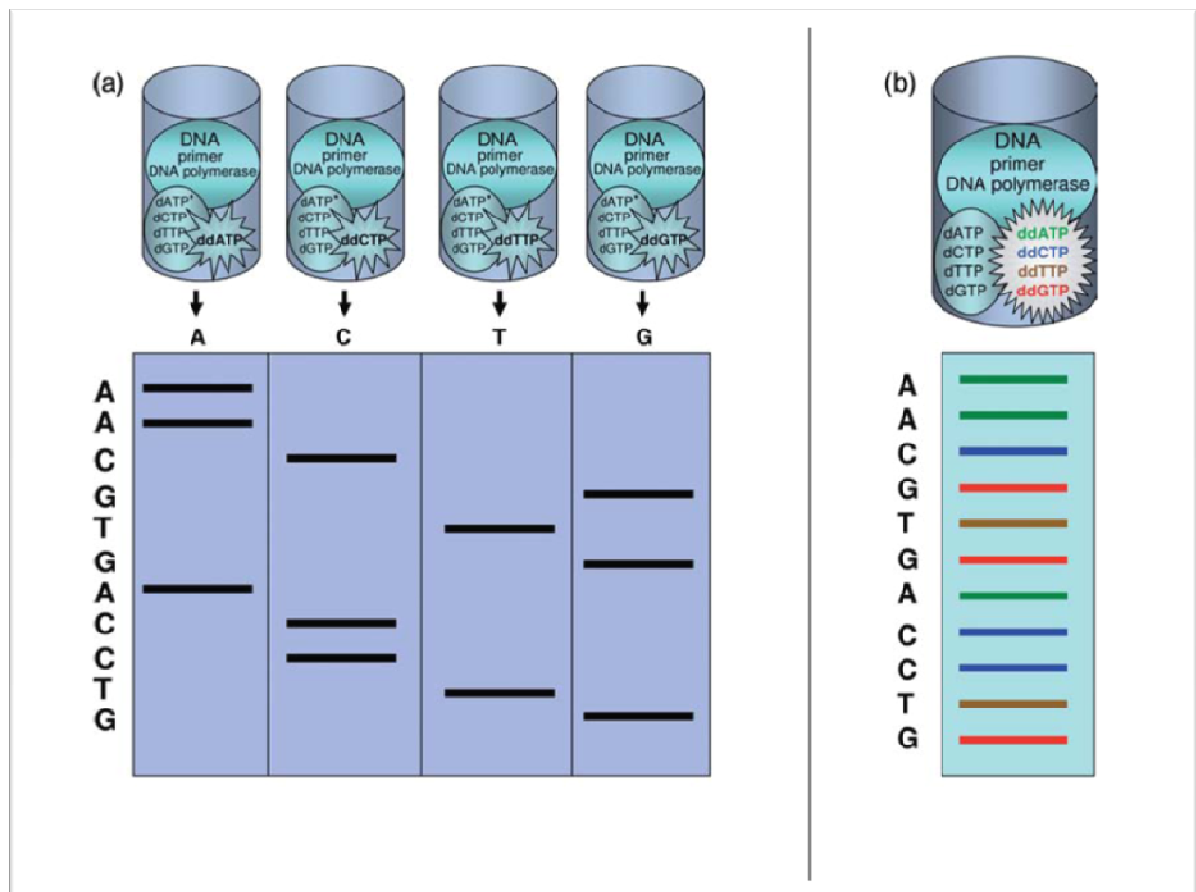 (a)
DNA
primer
DNA polymerase
dATP*
dCTP
dTTP
dGTP
ddATP
DNA
primer
DNA polymerase
dATP*
dCTP
dTTP
dGTP
ddCTP
DNA
primer
DNA polymerase
dATP*
dCTP
dTTP
dGTP
ddTTP
DNA
primer
DNA polymerase
dATP*
dCTP
dTTP
dGTP
ddGTP
A C T G
A
A
C
G
T
G
A
C
C
T
G
(b)
DNA
primer
DNA polymerase
dATP
dCTP
dTTP
dGTP
ddATP
ddCTP
ddTTP
ddGTP
A
A
C
G
T
G
A
C
C
T
G